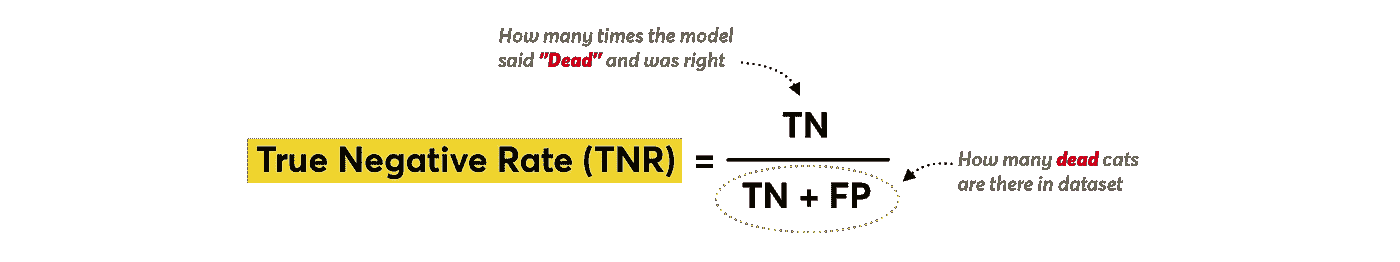 How many times the model
said "Dead" and was right
TN
True Negative Rate (TNR) =
TN + FP
How many dead cats
are there in dataset